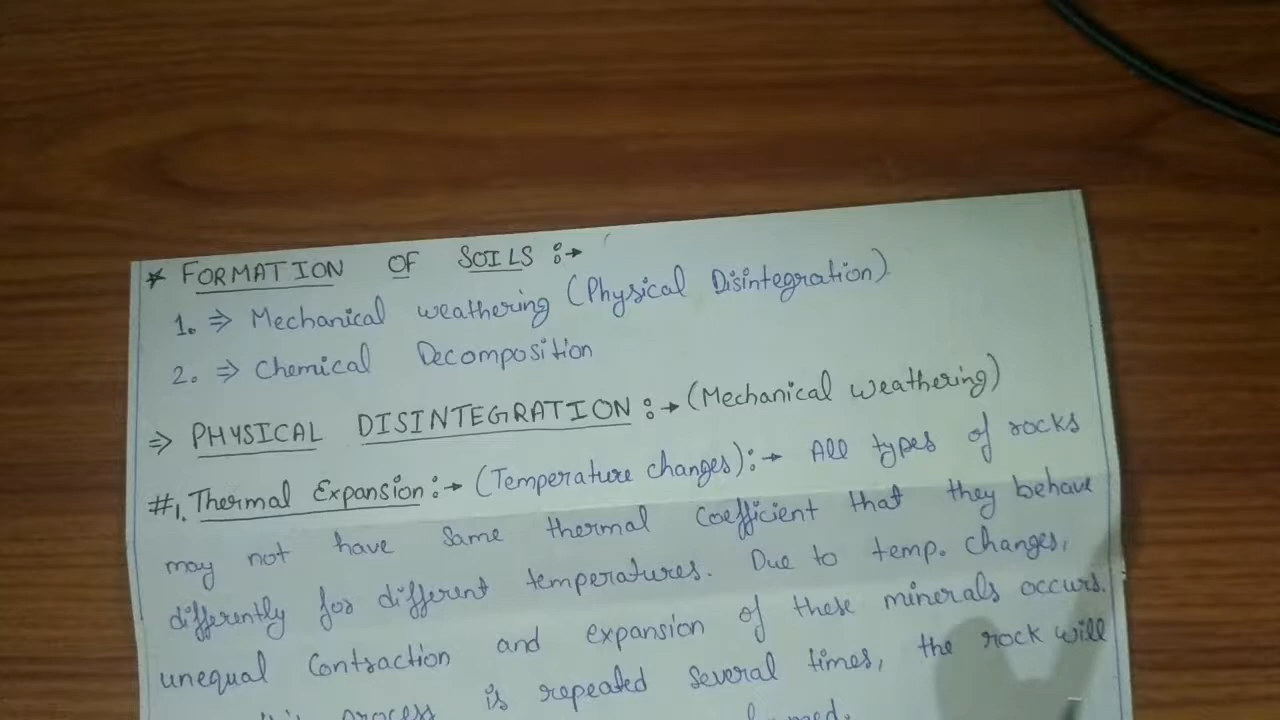 * FORMATION OF SOILS :→
1. ⇒ Mechanical weathering (Physical Disintegration)
2. ⇒ Chemical Decomposition
⇒ PHYSICAL DISINTEGRATION :→ (Mechanical weathering)
#1. Thermal Expansion :→ (Temperature changes) :→ All types of rocks
may not have same thermal coefficient that they behave
differently for different temperatures. Due to temp. changes,
unequal Contraction and expansion of these minerals occurs.
process is repeated several times, the rock will